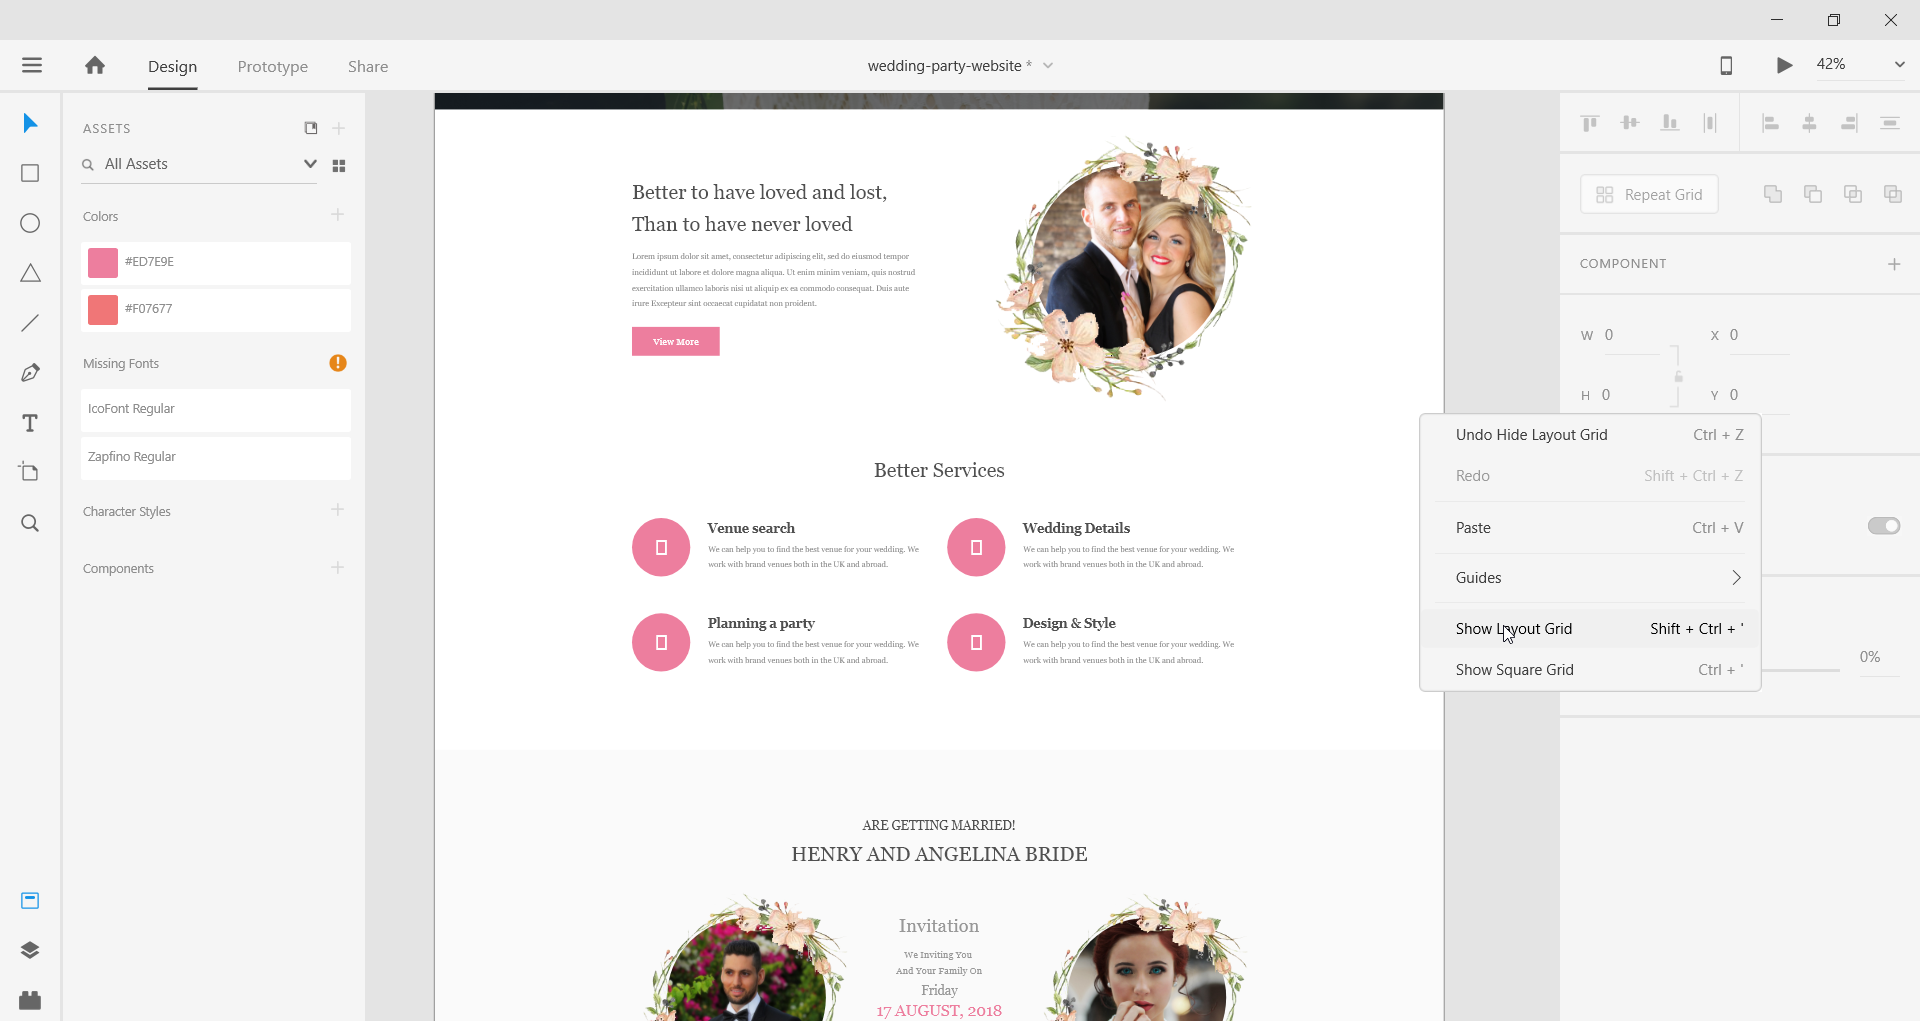 Design
Prototype
Share
wedding-party-website *
42%
ASSETS
All Assets
Colors
#ED7E9E
#F07677
Missing Fonts
IcoFont Regular
Zapfino Regular
Character Styles
Components
Better to have loved and lost,
Than to have never loved
Lorem ipsum dolor sit amet, consectetur adipiscing elit, sed do eiusmod tempor
incididunt ut labore et dolore magna aliqua. Ut enim minim veniam, quis nostrud
exercitation ullamco laboris nisi ut aliquip ex ea commodo consequat. Duis aute
irure Excepteur sint occaecat cupidatat non proident.
View More
Better Services
Venue search
We can help you to find the best venue for your wedding. We
work with brand venues both in the UK and abroad.
Wedding Details
We can help you to find the best venue for your wedding. We
work with brand venues both in the UK and abroad.
Planning a party
We can help you to find the best venue for your wedding. We
work with brand venues both in the UK and abroad.
Design & Style
We can help you to find the best venue for your wedding. We
work with brand venues both in the UK and abroad.
ARE GETTING MARRIED!
HENRY AND ANGELINA BRIDE
Invitation
We Inviting You
And Your Family On
Friday
17 AUGUST, 2018
Repeat Grid
COMPONENT
W 0
X 0
H 0
Y 0
Undo Hide Layout Grid Ctrl + Z
Redo Shift + Ctrl + Z
Paste Ctrl + V
Guides
Show Layout Grid Shift + Ctrl + '
Show Square Grid Ctrl + '
0%